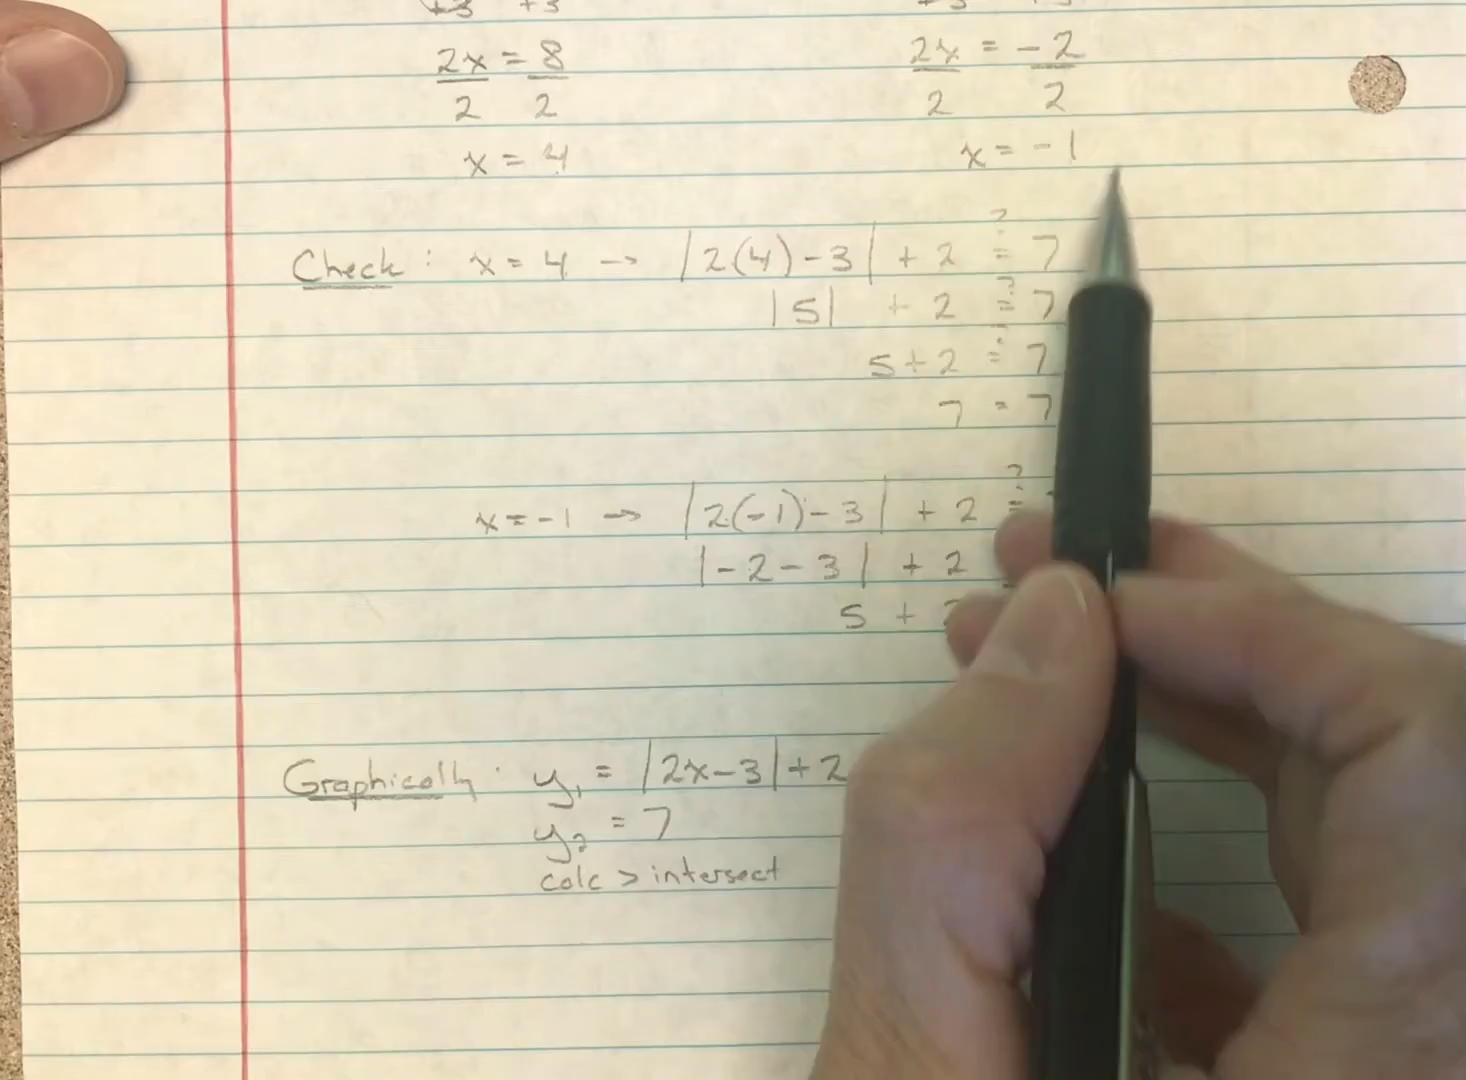 +3 +3 +3
2x = 8 2x = -2
2 2 2 2
x = 4 x = -1
Check: x = 4 → |2(4) - 3| + 2 ≟ 7
|5| + 2 ≟ 7
5 + 2 ≟ 7
7 = 7
x = -1 → |2(-1) - 3| + 2 ≟
|-2 - 3| + 2
5 + 2
Graphically: y₁ = |2x - 3| + 2
y₂ = 7
calc > intersect